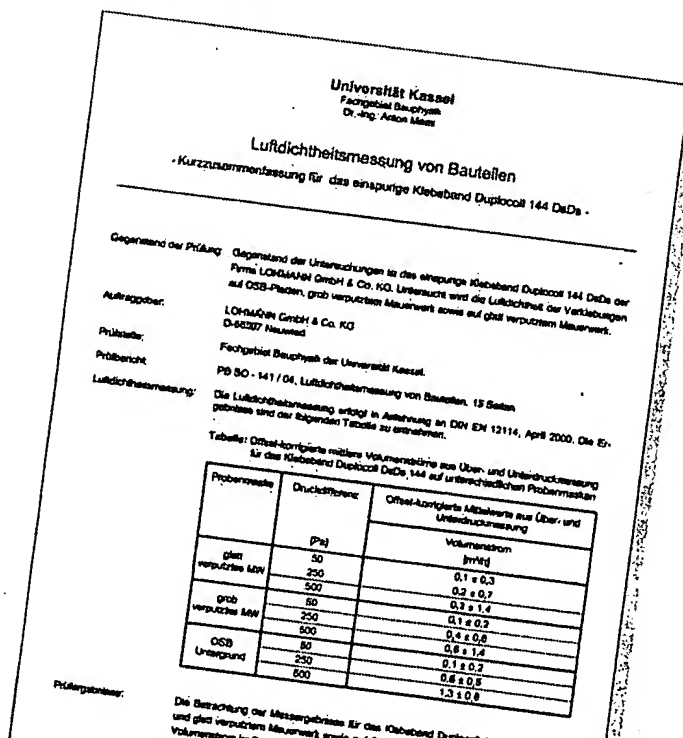 Universität Kassel
Fachgebiet Bauphysik
Dr.-Ing. Anton Maas
Luftdichtheitsmessung von Bauteilen
- Kurzzusammenfassung für das einspurige Klebeband Duplocoll 144 DsDs -
Gegenstand der Prüfung: Gegenstand der Untersuchungen ist das einspurige Klebeband Duplocoll 144 DsDs der
Firma LOHMANN GmbH & Co. KG. Untersucht wird die Luftdichtheit der Verklebungen
auf OSB-Platten, grob verputztem Mauerwerk sowie auf glatt verputztem Mauerwerk.
Auftraggeber: LOHMANN GmbH & Co. KG
Neuwied
Prüfstelle: Fachgebiet Bauphysik der Universität Kassel.
Prüfbericht: PB BO - 141 / 04, Luftdichtheitsmessung von Bauteilen, 15 Seiten
Luftdichtheitsmessung: Die Luftdichtheitsmessung erfolgt in Anlehnung an DIN EN 12114, April 2000. Die Er-
gebnisse sind der folgenden Tabelle zu entnehmen.
Tabelle: Offset-korrigierte mittlere Volumenströme aus Über- und Unterdruckmessung
für das Klebeband Duplocoll DsDs 144 auf unterschiedlichen Probenmasken
Probenmaske Druckdifferenz Offset-korrigierte Mittelwerte aus Über- und
Unterdruckmessung
Volumenstrom
[Pa] [m³/h]
glatt
verputztes MW
50 0,1 ± 0,3
250 0,2 ± 0,7
500 0,3 ± 1,4
grob
verputztes MW
50 0,1 ± 0,2
250 0,4 ± 0,6
500 0,6 ± 1,4
OSB
Untergrund
50 0,1 ± 0,2
250 0,6 ± 0,5
500 1,3 ± 0,6
Prüfergebnisse: Die Betrachtung der Messergebnisse für das Klebeband
und glatt verputztem Mauerwerk sowie
Volumenstrom